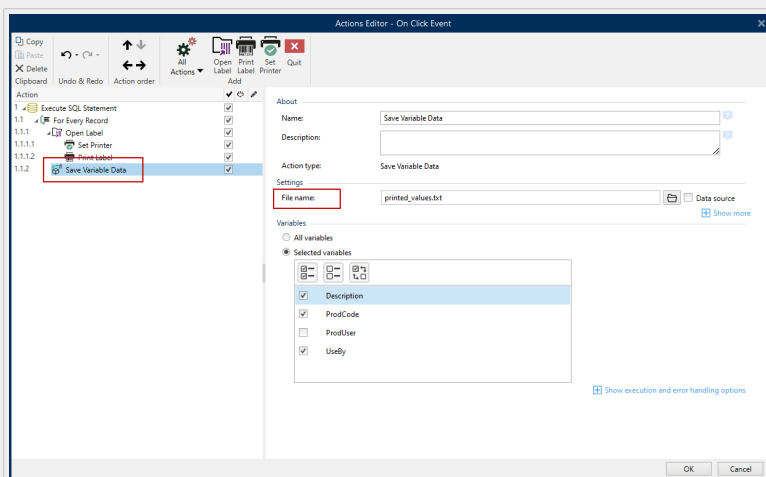 Actions Editor - On Click Event
Copy
Paste
Delete
Clipboard
Undo & Redo
Action order
All Actions
Open Label
Print Label
Set Printer
Quit
Add
Action
1 Execute SQL Statement
1.1 For Every Record
1.1.1 Open Label
1.1.1.1 Set Printer
1.1.1.2 Print Label
1.1.2 Save Variable Data
About
Name: Save Variable Data
Description:
Action type: Save Variable Data
Settings
File name: printed_values.txt Data source
Show more
Variables
All variables
Selected variables
Description
ProdCode
ProdUser
UseBy
Show execution and error handling options
OK Cancel